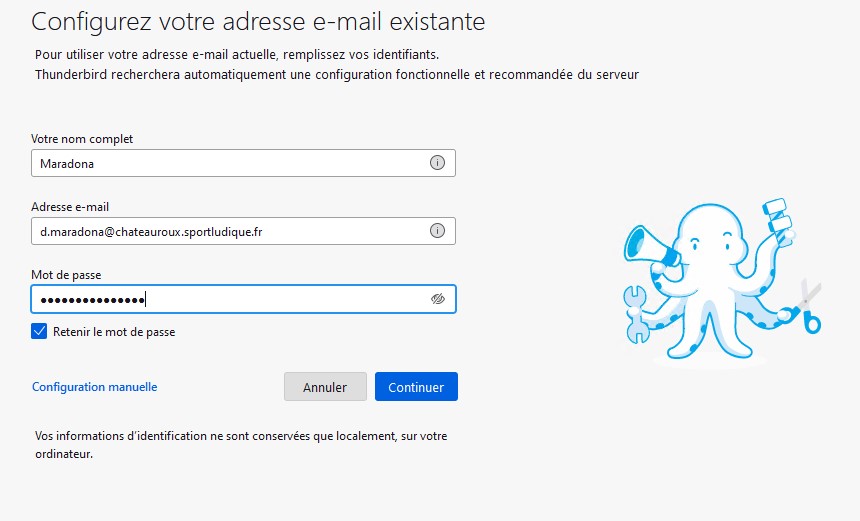 Configurez votre adresse e-mail existante
Pour utiliser votre adresse e-mail actuelle, remplissez vos identifiants.
Thunderbird recherchera automatiquement une configuration fonctionnelle et recommandée du serveur
Votre nom complet
Maradona
Adresse e-mail
d.maradona@chateauroux.sportludique.fr
Mot de passe
•••••••••••••••
Retenir le mot de passe
Configuration manuelle
Annuler
Continuer
Vos informations d'identification ne sont conservées que localement, sur votre
ordinateur.